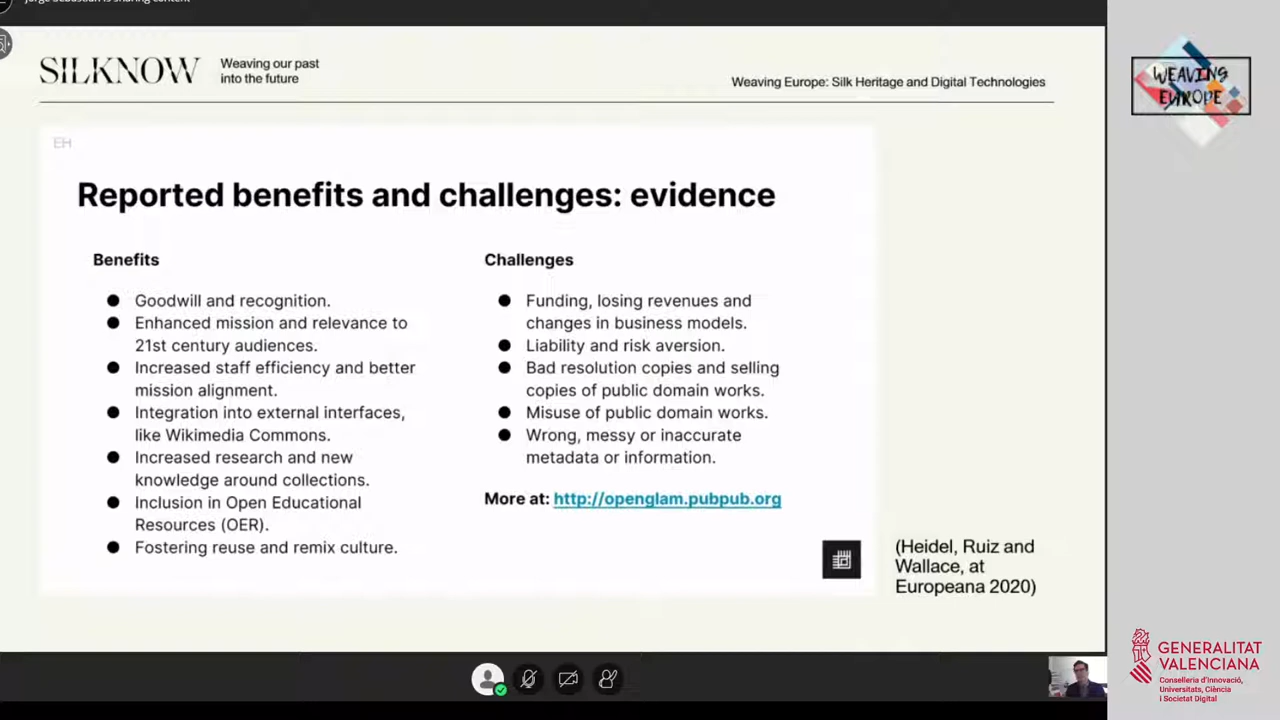 Jorge Sebastián is sharing content
SILKNOW
Weaving our past
into the future
Weaving Europe: Silk Heritage and Digital Technologies
WEAVING
EUROPE
EH
Reported benefits and challenges: evidence
Benefits
● Goodwill and recognition.
● Enhanced mission and relevance to
21st century audiences.
● Increased staff efficiency and better
mission alignment.
● Integration into external interfaces,
like Wikimedia Commons.
● Increased research and new
knowledge around collections.
● Inclusion in Open Educational
Resources (OER).
● Fostering reuse and remix culture.
Challenges
● Funding, losing revenues and
changes in business models.
● Liability and risk aversion.
● Bad resolution copies and selling
copies of public domain works.
● Misuse of public domain works.
● Wrong, messy or inaccurate
metadata or information.
More at: http://openglam.pubpub.org
(Heidel, Ruiz and
Wallace, at
Europeana 2020)
GENERALITAT
VALENCIANA
Conselleria d'Innovació,
Universitats, Ciència
i Societat Digital